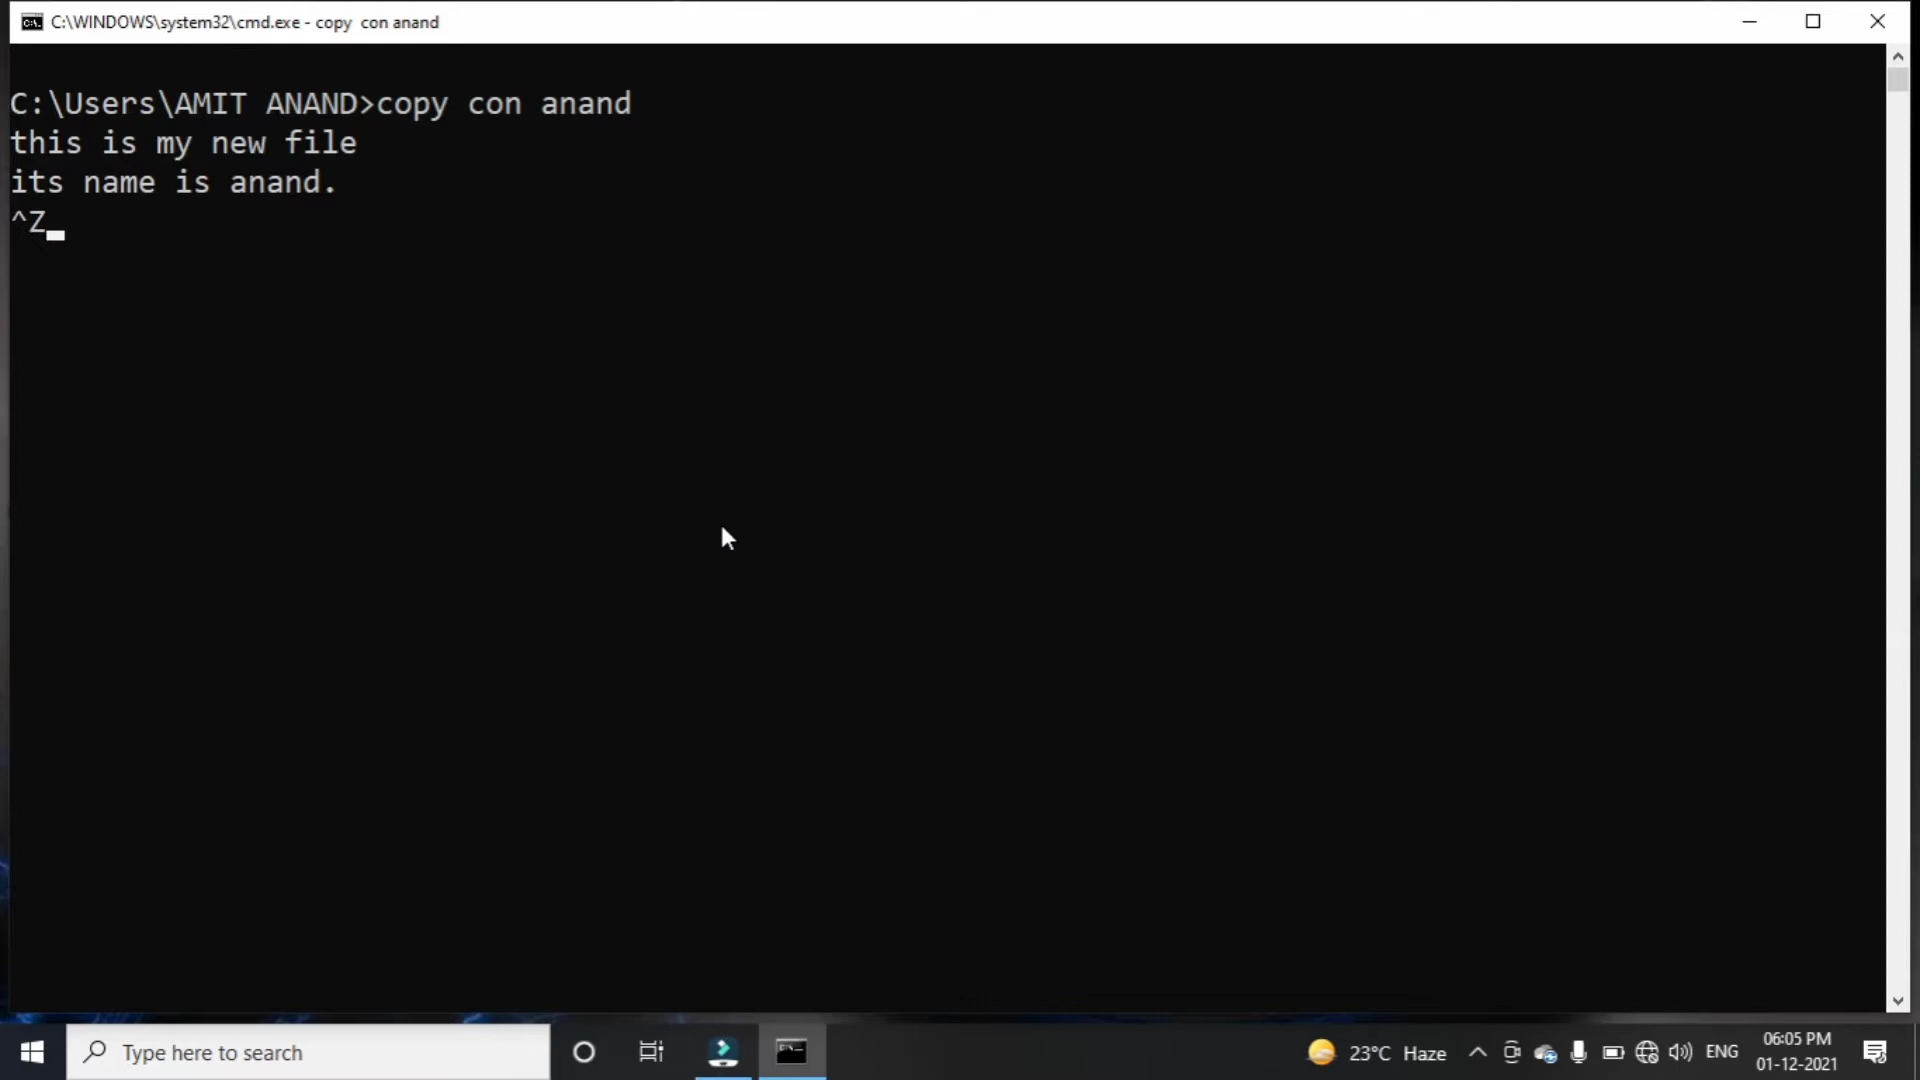 C:\WINDOWS\system32\cmd.exe - copy  con anand
C:\Users\AMIT ANAND>copy con anand
this is my new file
its name is anand.
^Z
Type here to search
23°C Haze
ENG
06:05 PM
01-12-2021